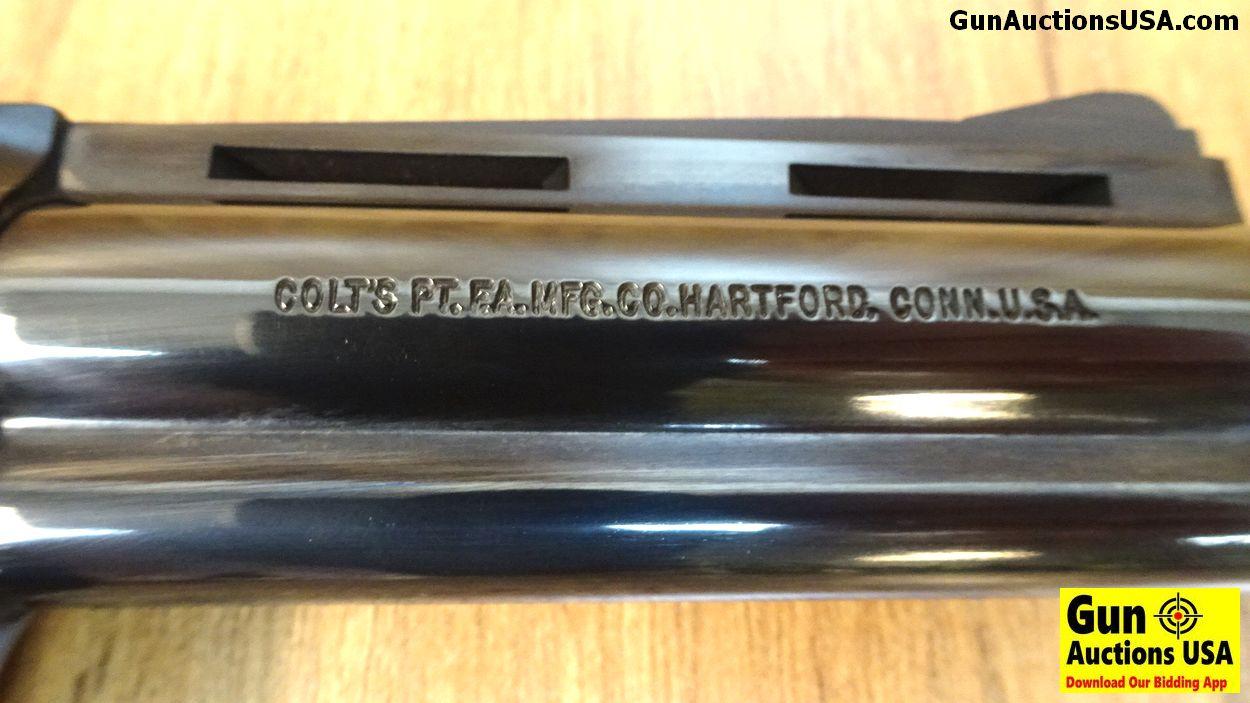 GunAuctionsUSA.com
COLT'S PT.FA.MFG.CO.HARTFORD, CONN.U.S.A.
Gun
Auctions USA
Download Our Bidding App